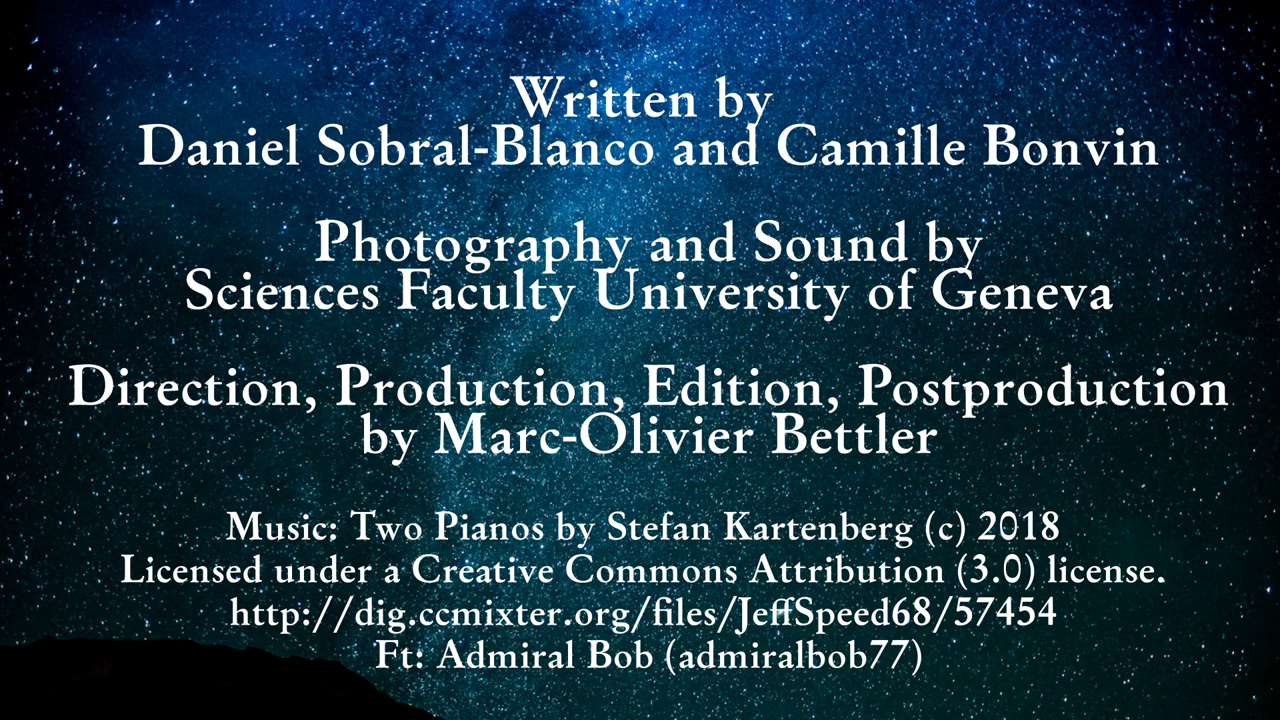 Written by
Daniel Sobral-Blanco and Camille Bonvin
Photography and Sound by
Sciences Faculty University of Geneva
Direction, Production, Edition, Postproduction
by Marc-Olivier Bettler
Music: Two Pianos by Stefan Kartenberg (c) 2018
Licensed under a Creative Commons Attribution (3.0) license.
http://dig.ccmixter.org/files/JeffSpeed68/57454
Ft: Admiral Bob (admiralbob77)